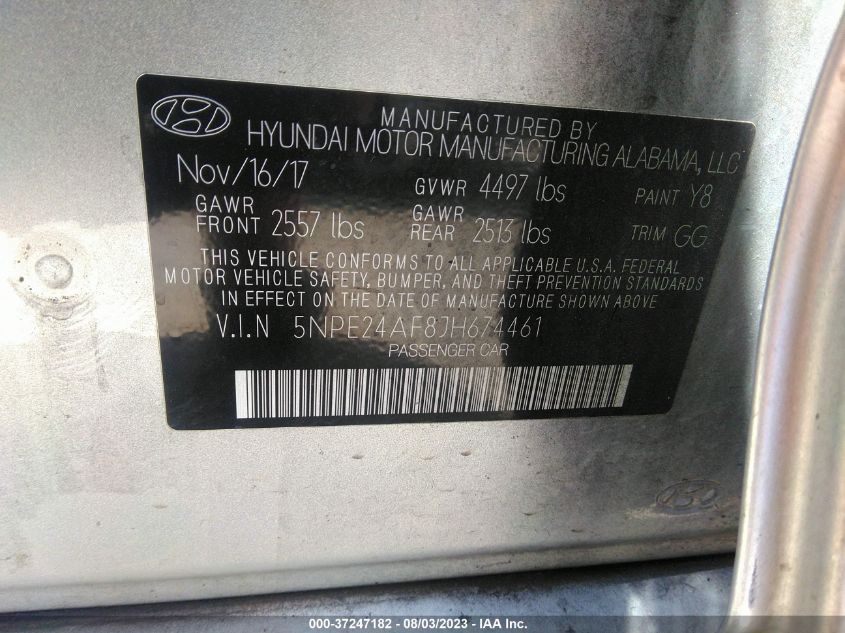 MANUFACTURED BY
HYUNDAI MOTOR MANUFACTURING ALABAMA, LLC
Nov/16/17 GVWR 4497 lbs PAINT Y8
GAWR FRONT 2557 lbs GAWR REAR 2513 lbs TRIM GG
THIS VEHICLE CONFORMS TO ALL APPLICABLE U.S.A. FEDERAL
MOTOR VEHICLE SAFETY, BUMPER, AND THEFT PREVENTION STANDARDS
IN EFFECT ON THE DATE OF MANUFACTURE SHOWN ABOVE
V.I.N 5NPE24AF8JH674461
PASSENGER CAR
000-37247182 - 08/03/2023 - IAA Inc.